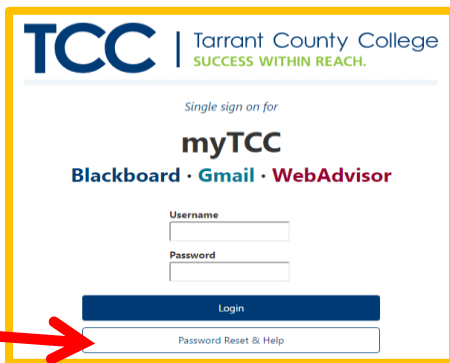 TCC | Tarrant County College
SUCCESS WITHIN REACH.
Single sign on for
myTCC
Blackboard · Gmail · WebAdvisor
Username
Password
Login
Password Reset & Help